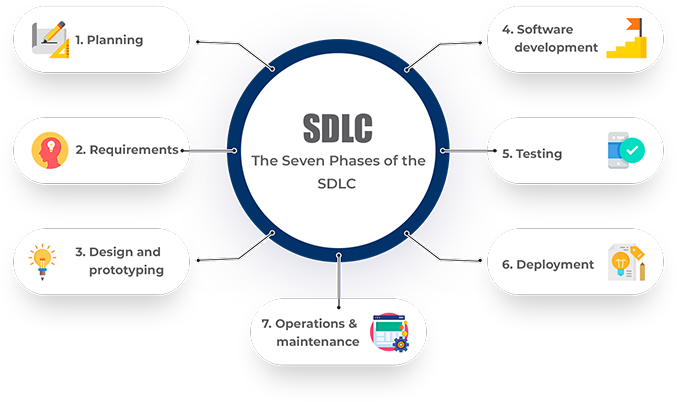 SDLC
The Seven Phases of the
SDLC
1. Planning
2. Requirements
3. Design and
prototyping
4. Software
development
5. Testing
6. Deployment
7. Operations &
maintenance